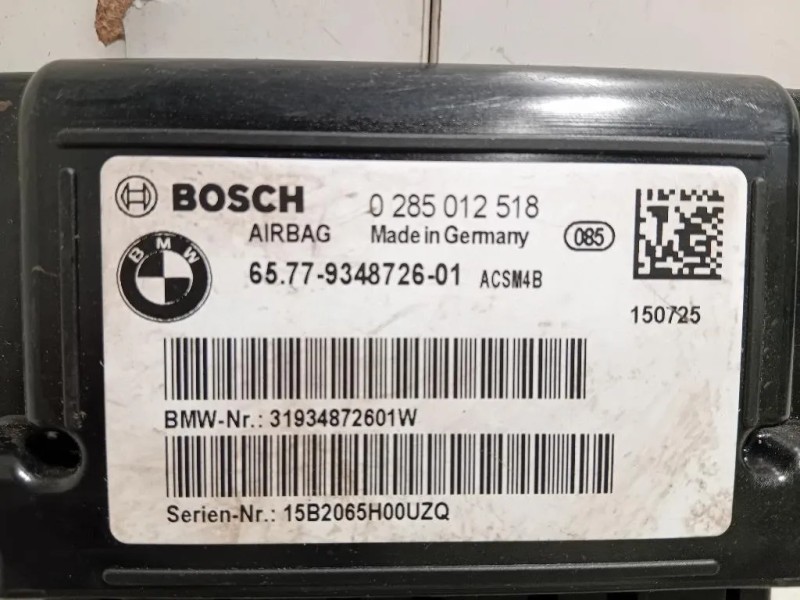 BOSCH 0 285 012 518
AIRBAG Made in Germany 085
BMW 65.77-9348726-01 ACSM4B
150725
BMW-Nr.: 31934872601W
Serien-Nr.: 15B2065H00UZQ